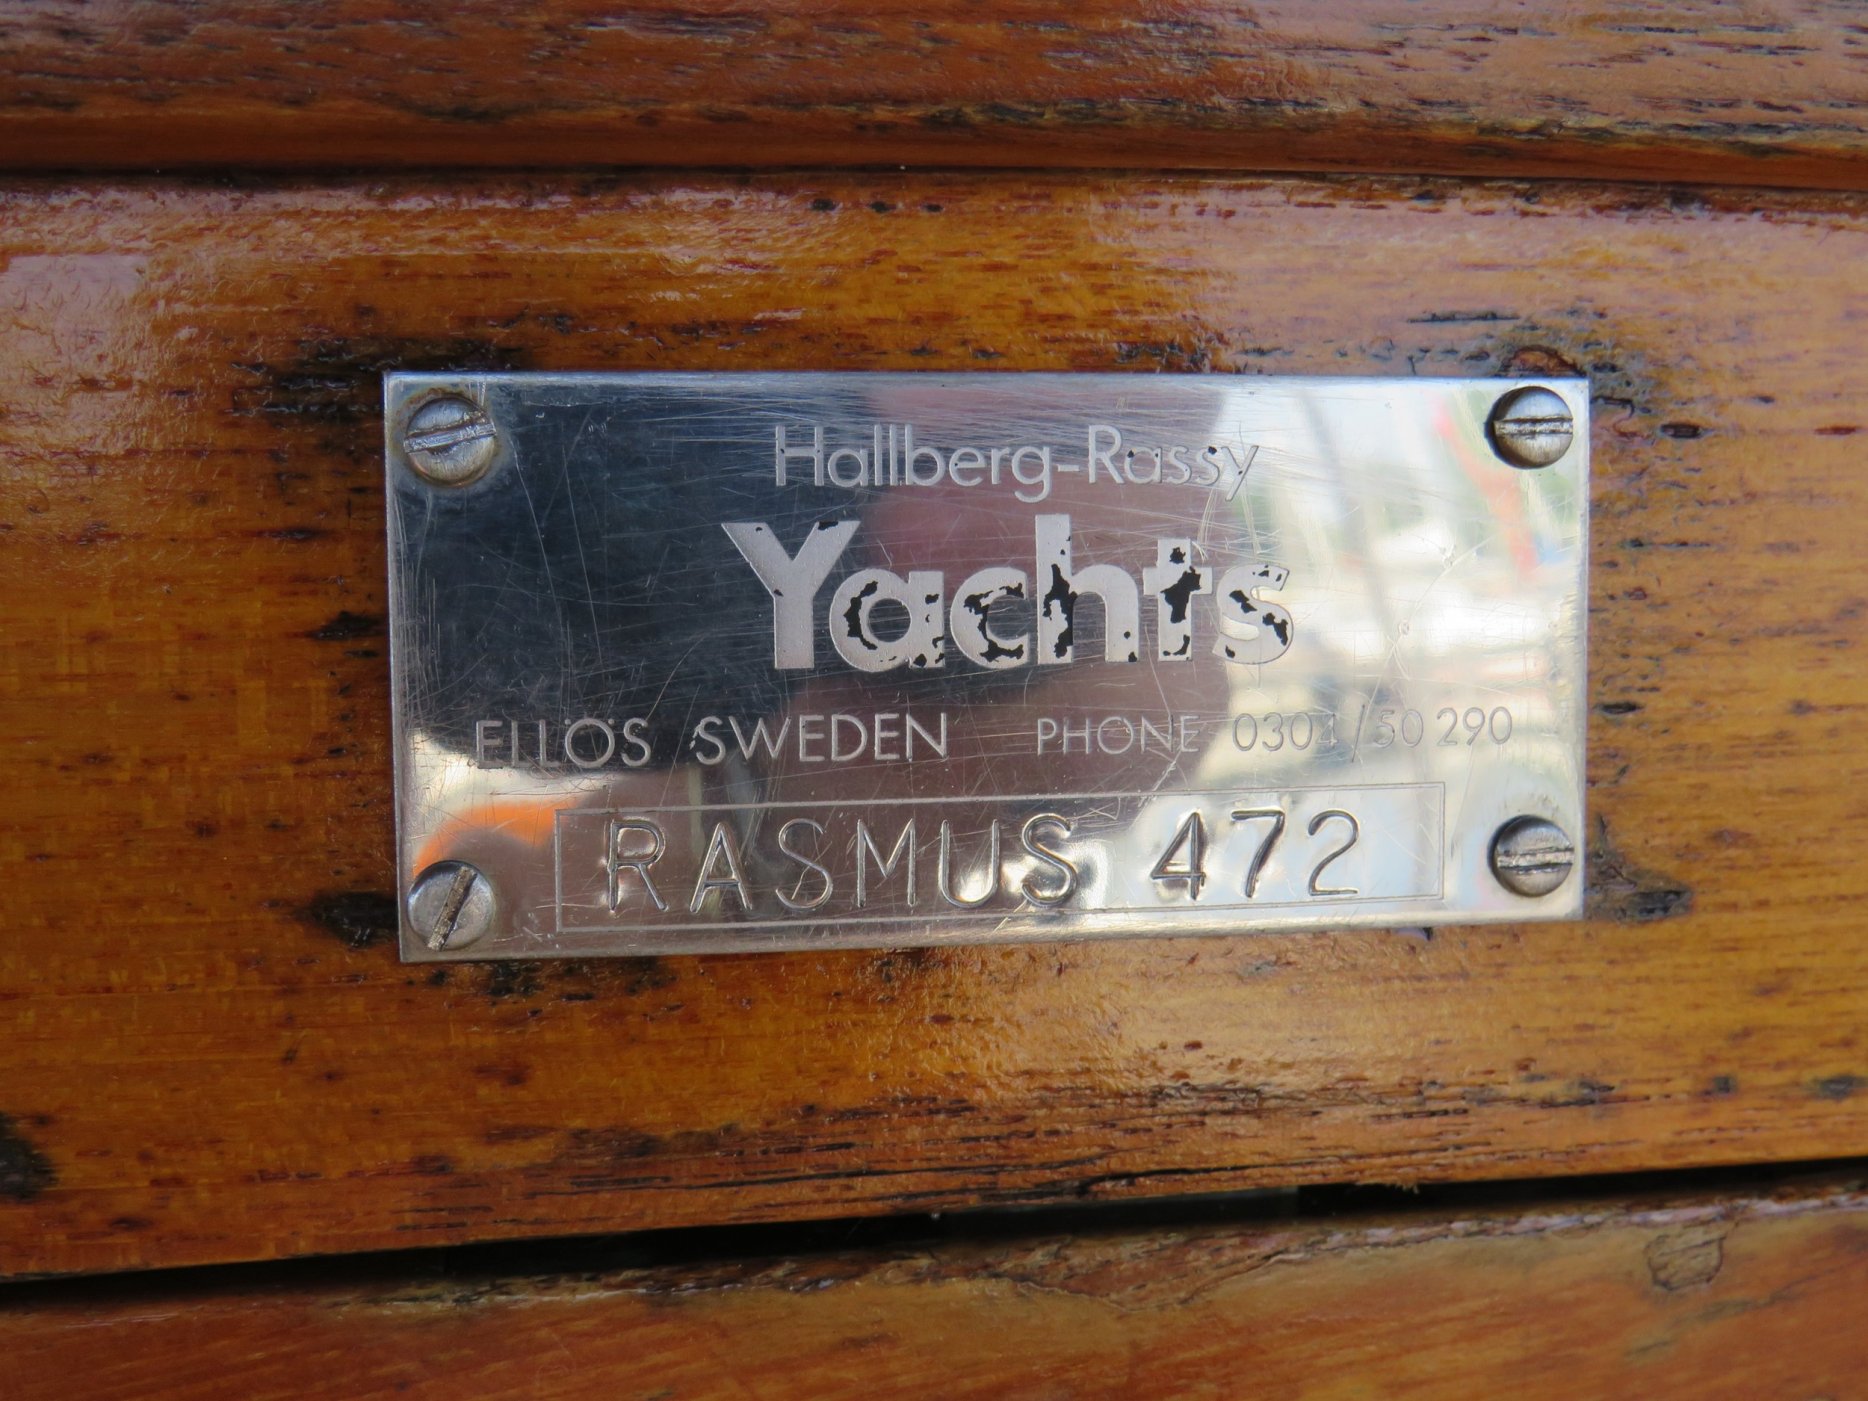 Hallberg-Rassy
Yachts
ELLÖS SWEDEN PHONE 0304/50 290
RASMUS 472